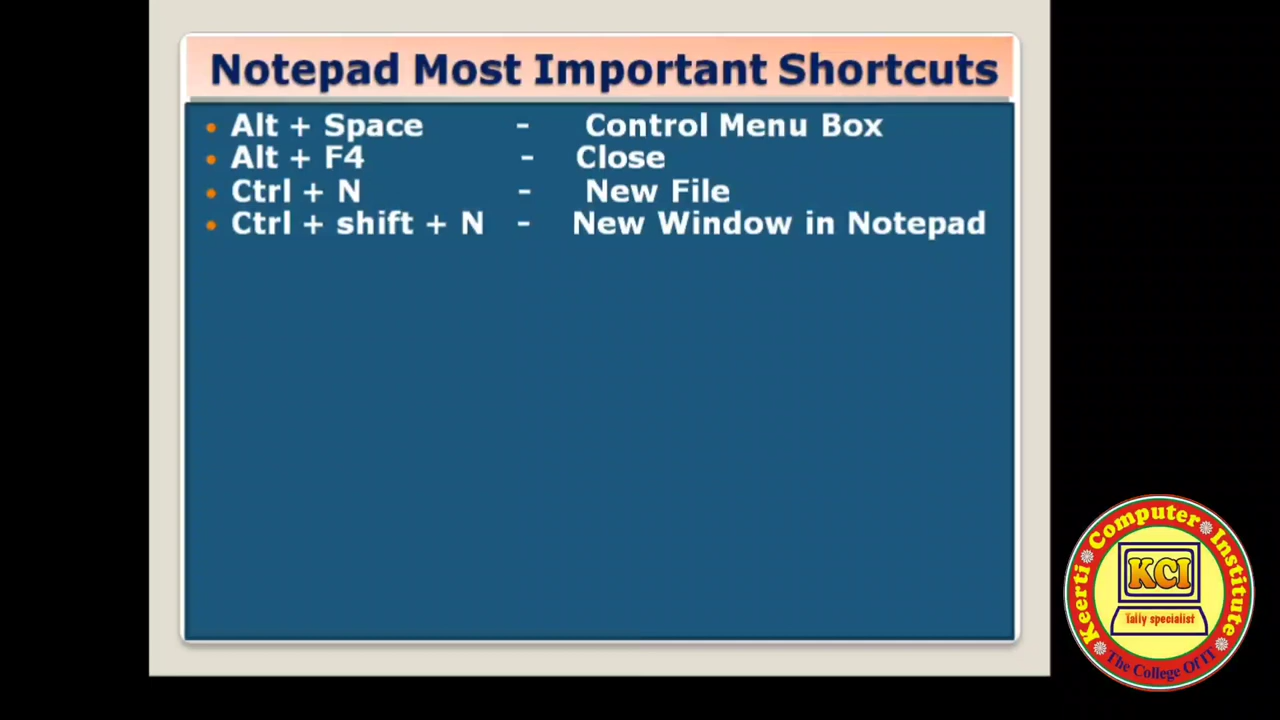 Notepad Most Important Shortcuts
• Alt + Space - Control Menu Box
• Alt + F4 - Close
• Ctrl + N - New File
• Ctrl + shift + N - New Window in Notepad
Keerti Computer Institute
KCI
Tally specialist
The College Of IT